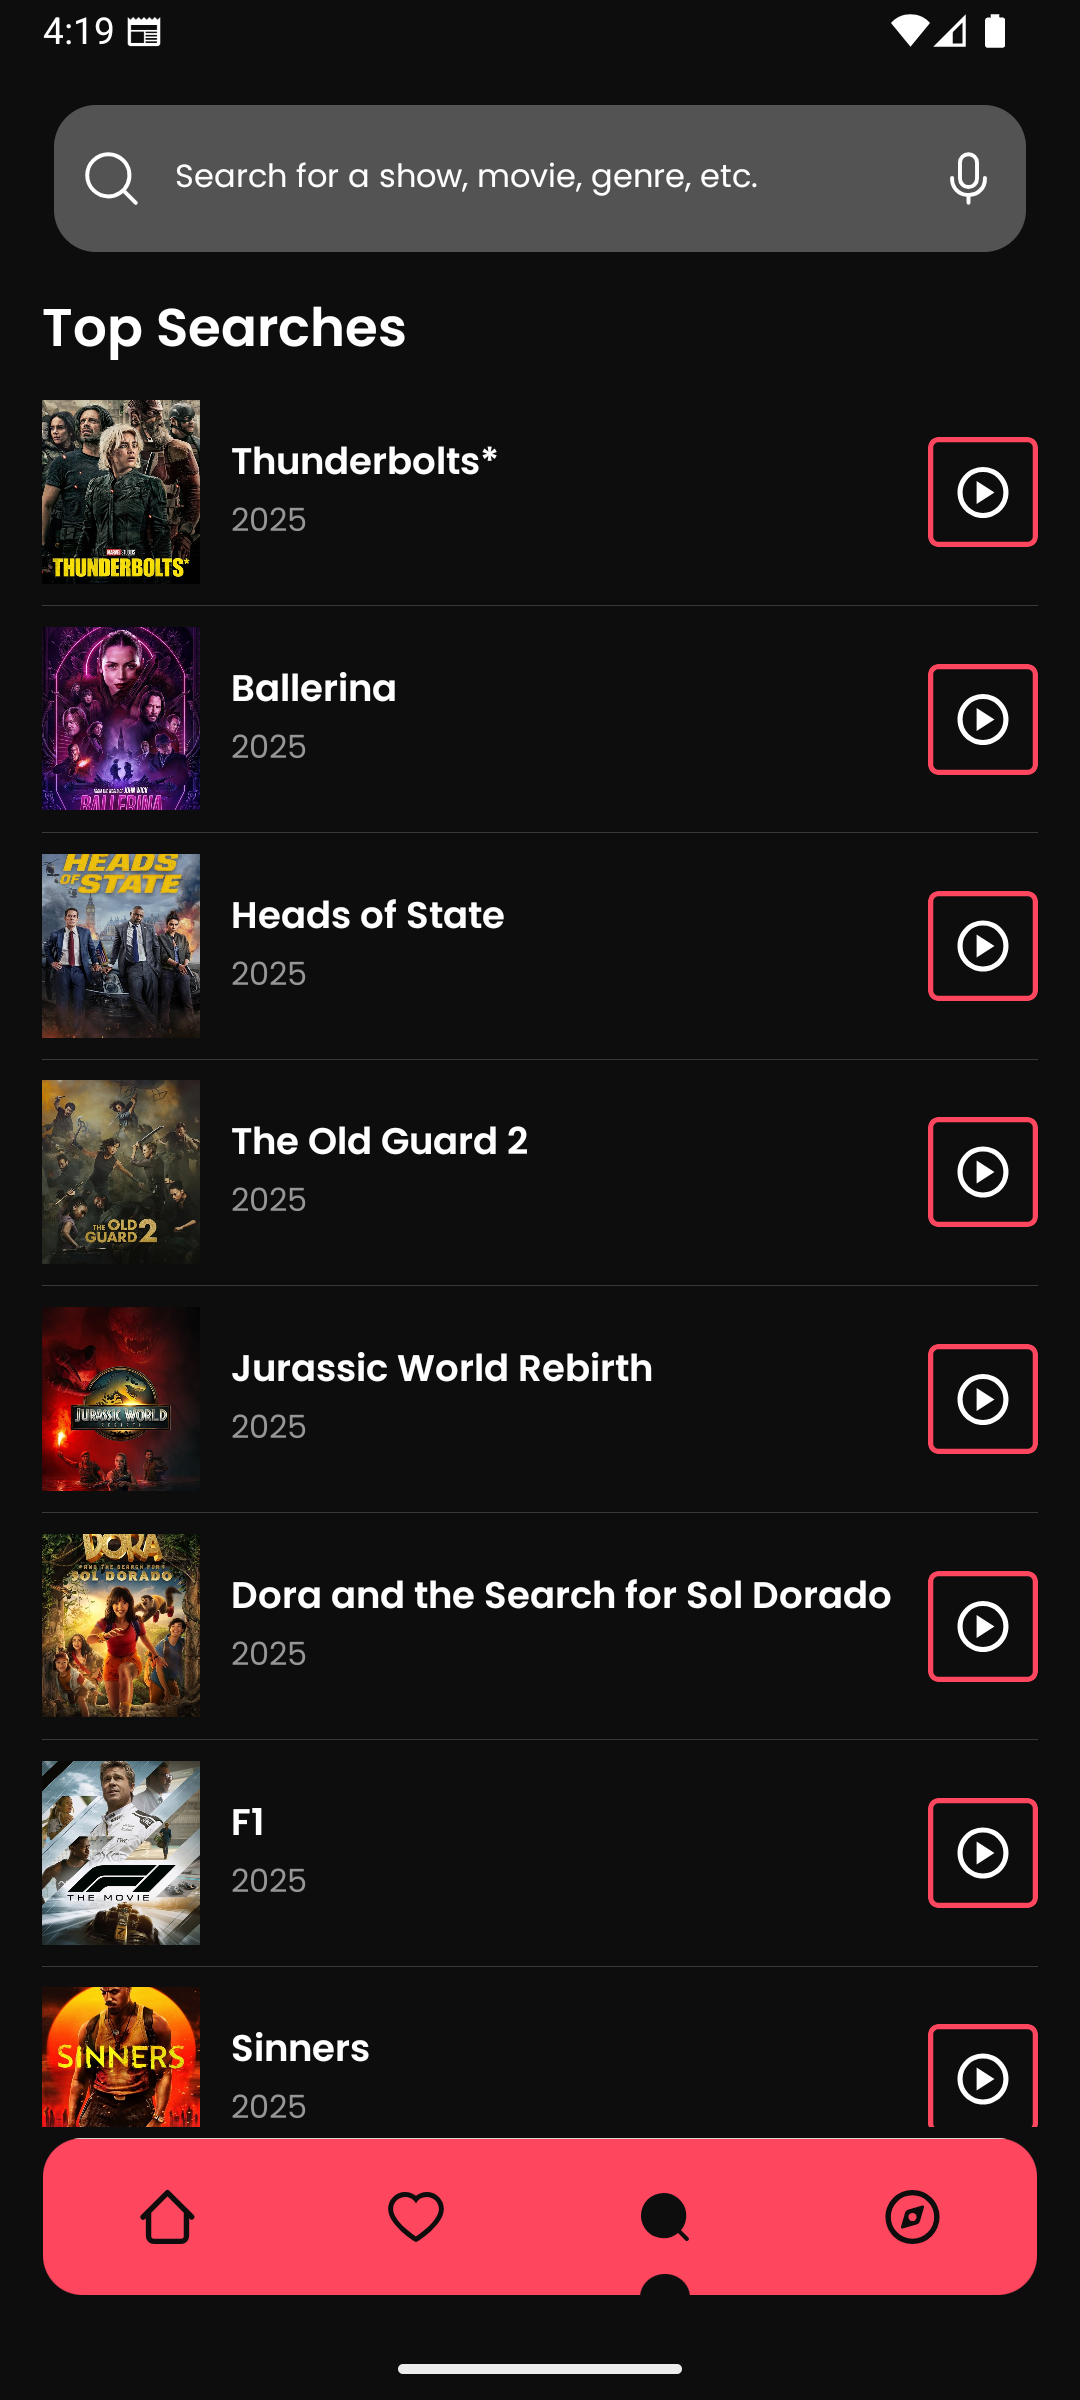 4:19
Search for a show, movie, genre, etc.
Top Searches
THUNDERBOLTS*
Thunderbolts*
2025
BALLERINA
Ballerina
2025
HEADS
OF STATE
Heads of State
2025
THE OLD
GUARD 2
The Old Guard 2
2025
JURASSIC WORLD
REBIRTH
Jurassic World Rebirth
2025
DORA
AND THE SEARCH FOR
SOL DORADO
Dora and the Search for Sol Dorado
2025
THE MOVIE
F1
2025
SINNERS
Sinners
2025